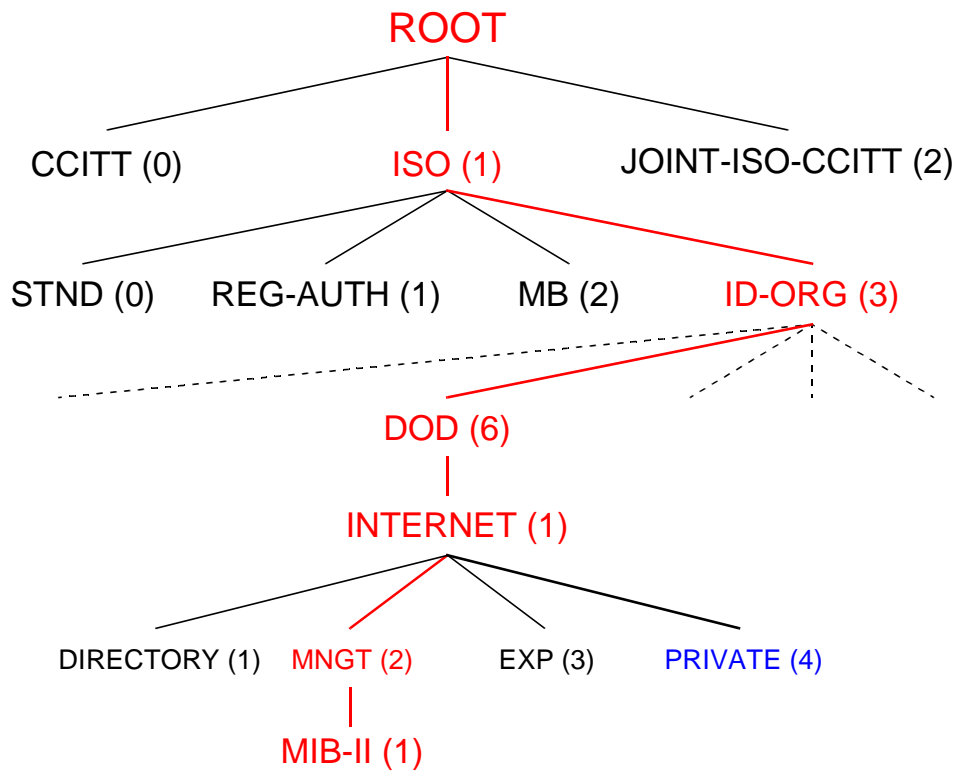 ROOT
CCITT (0) ISO (1) JOINT-ISO-CCITT (2)
STND (0) REG-AUTH (1) MB (2) ID-ORG (3)
DOD (6)
INTERNET (1)
DIRECTORY (1) MNGT (2) EXP (3) PRIVATE (4)
MIB-II (1)